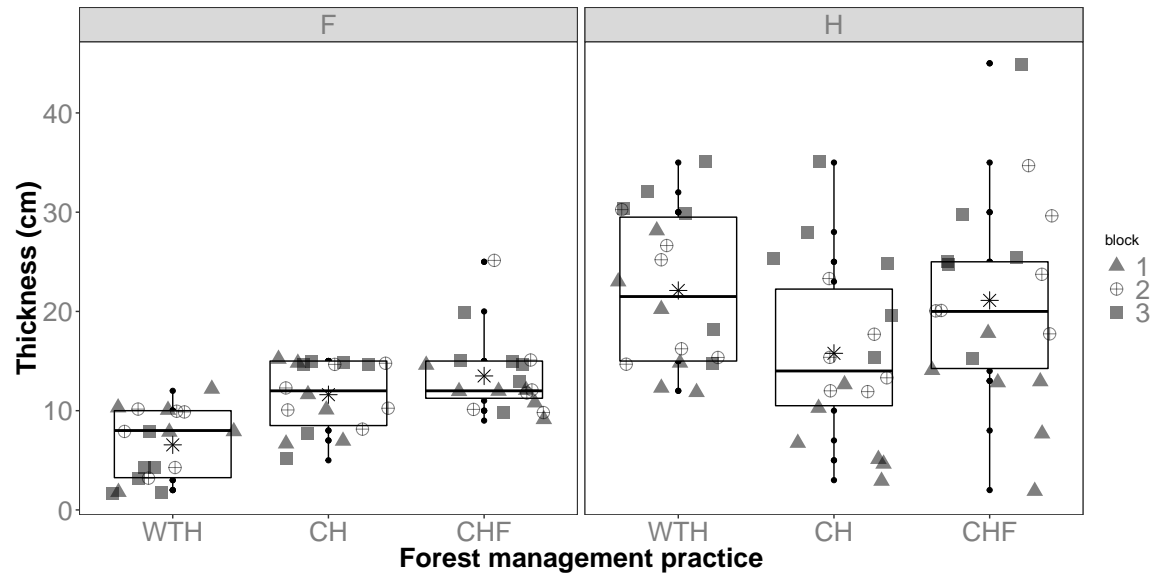 F H
Thickness (cm)
40
30
20
10
0
block
1
2
3
WTH CH CHF WTH CH CHF
Forest management practice